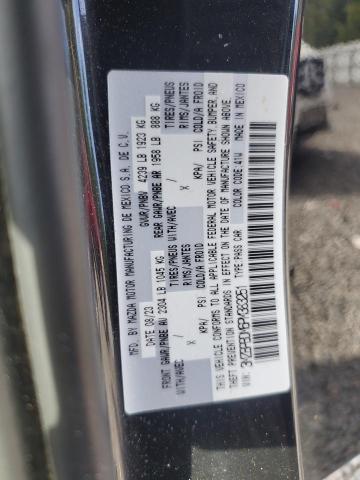 MFD. BY MAZDA MOTOR MANUFACTURING DE MEXICO S.A. DE C.V.
DATE 08/23 GVWR/PNBV 4239 LB 1923 KG
FRONT GAWR/PNBE AV 2304 LB 1045 KG REAR GAWR/PNBE AR 1958 LB 888 KG
WITH/AVEC / TIRES/PNEUS WITH/AVEC / TIRES/PNEUS
X RIMS/JANTES X RIMS/JANTES
KPA/ PSI COLD/A FROID KPA/ PSI COLD/A FROID
THIS VEHICLE CONFORMS TO ALL APPLICABLE FEDERAL MOTOR VEHICLE SAFETY, BUMPER, AND
THEFT PREVENTION STANDARDS IN EFFECT ON THE DATE OF MANUFACTURE SHOWN ABOVE.
VIN: TYPE PASS CAR COLOR CODE: 41W MADE IN MEXICO